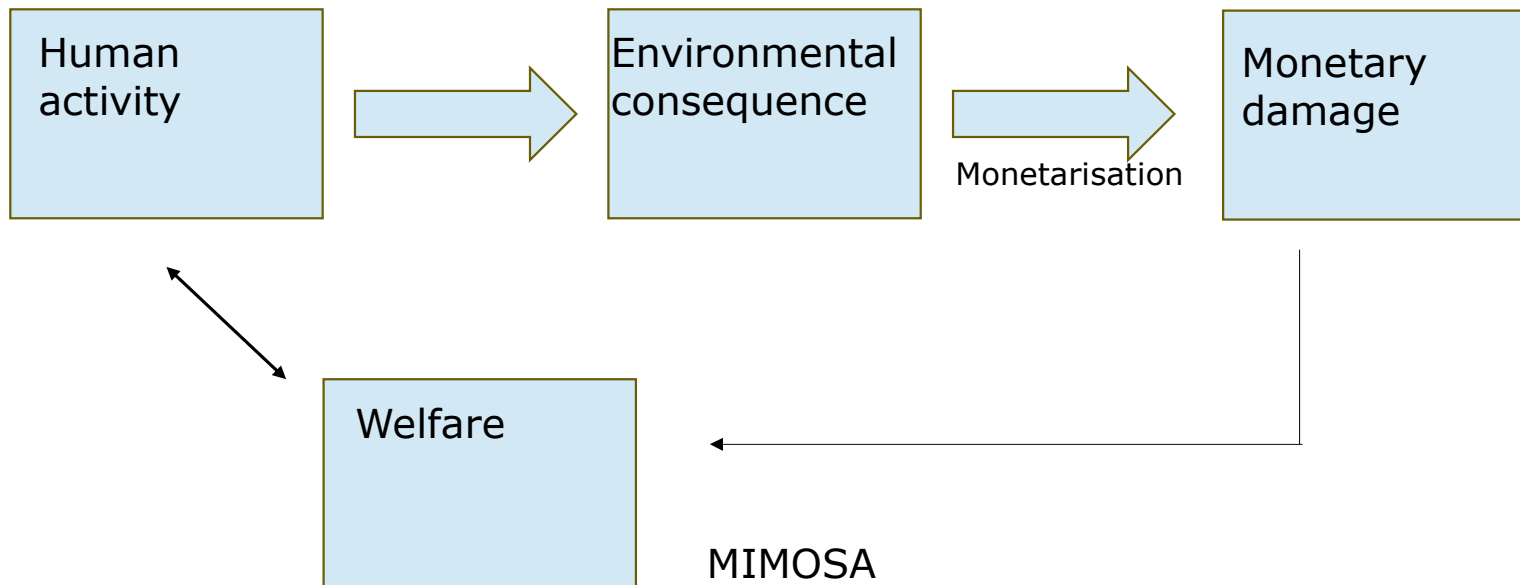 Human
activity
Environmental
consequence
Monetary
damage
Monetarisation
Welfare
MIMOSA